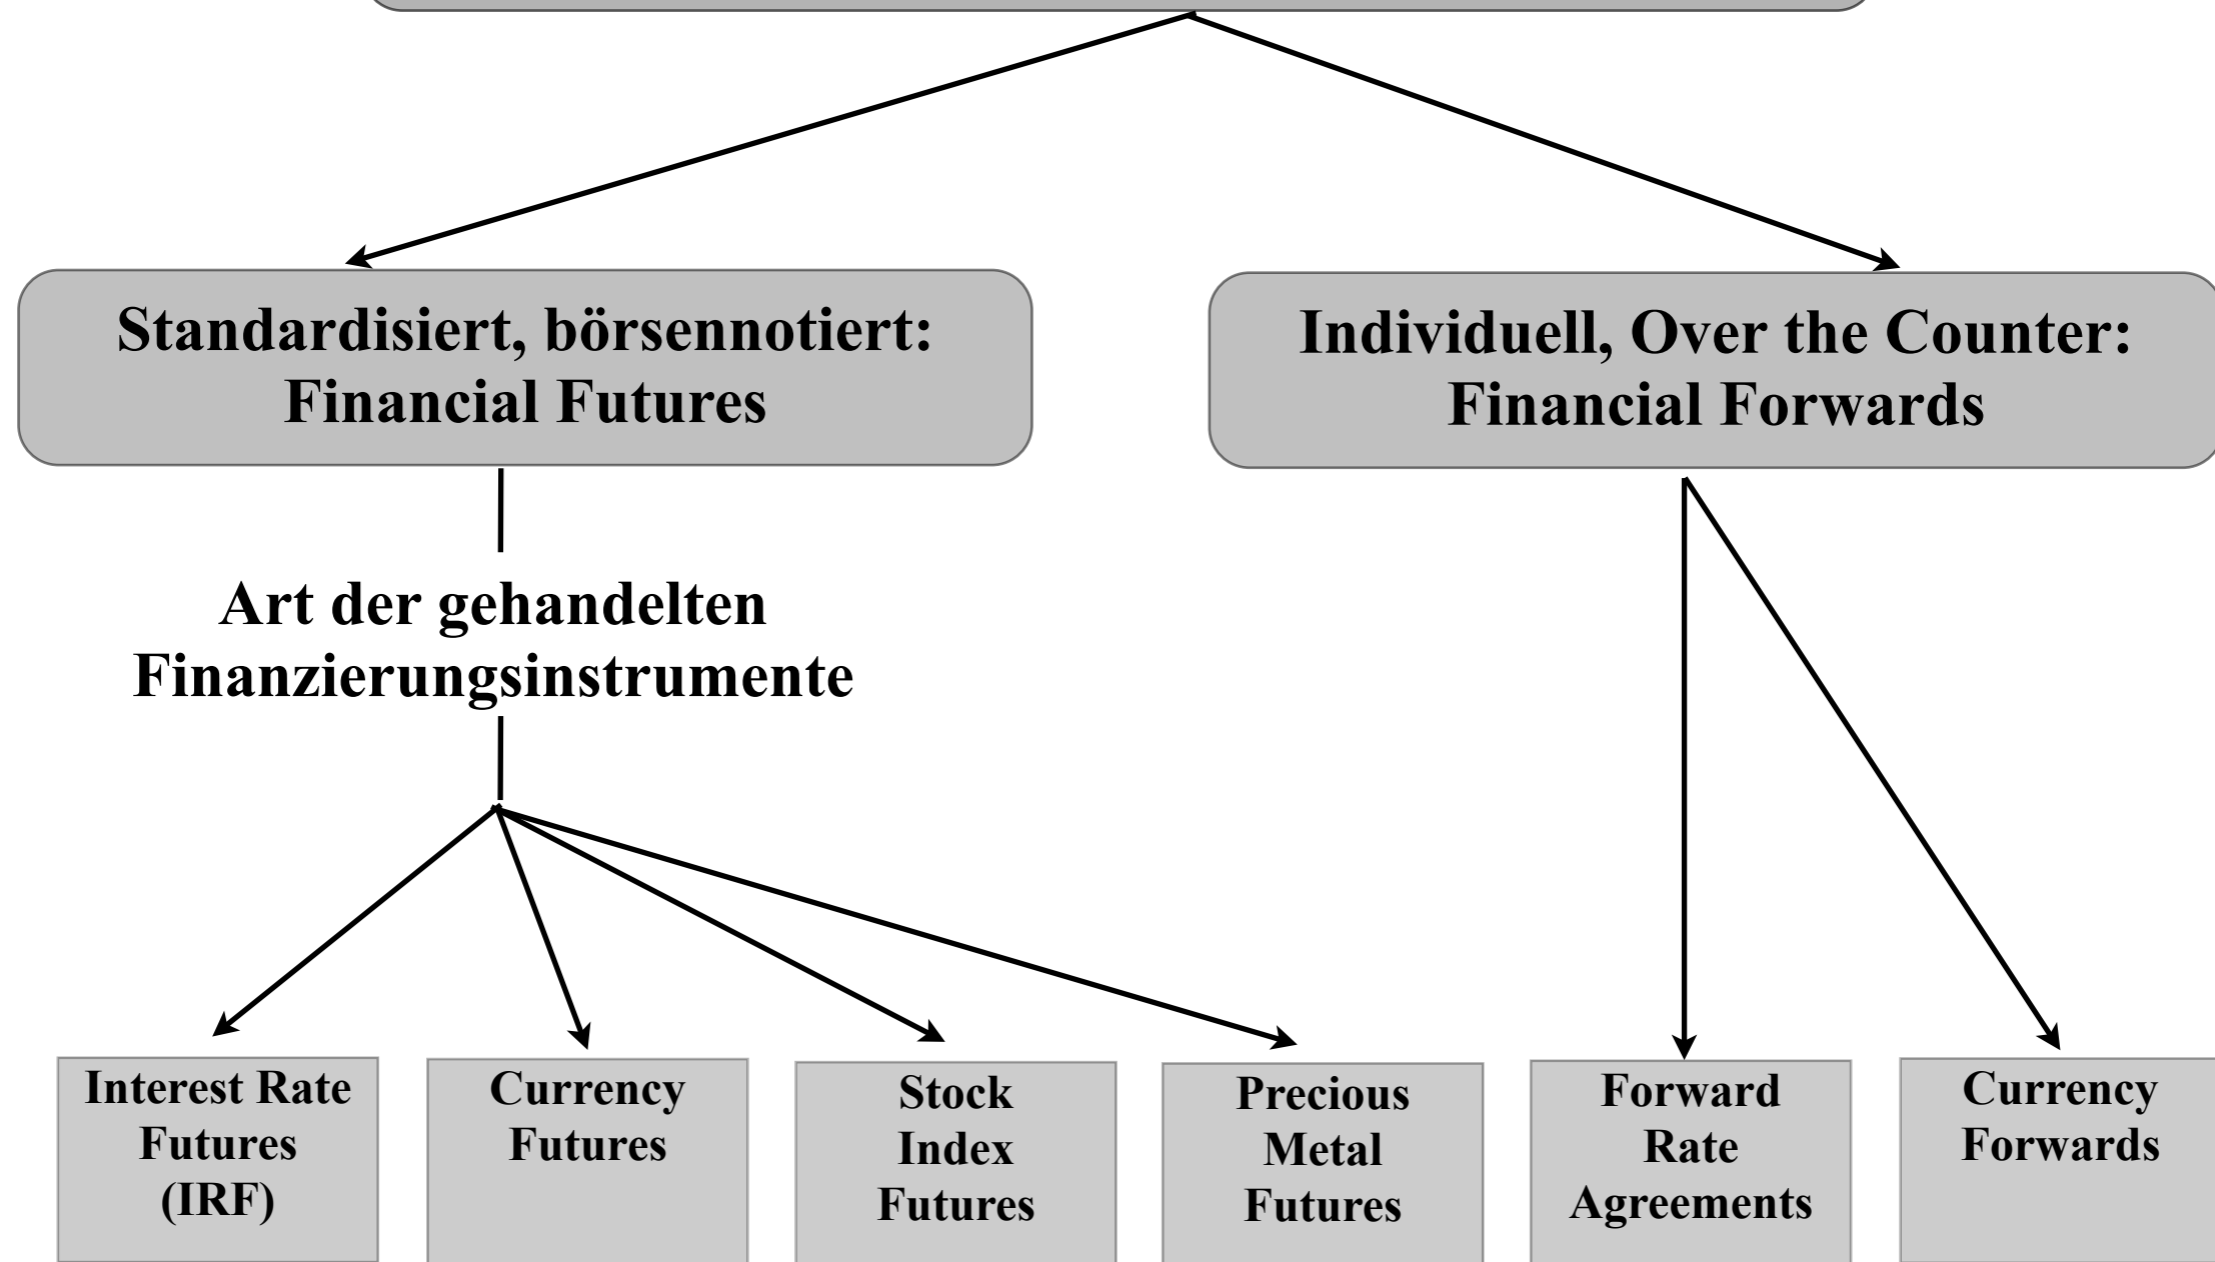 Standardisiert, börsennotiert:
Financial Futures
Individuell, Over the Counter:
Financial Forwards
Art der gehandelten
Finanzierungsinstrumente
Interest Rate
Futures
(IRF)
Currency
Futures
Stock
Index
Futures
Precious
Metal
Futures
Forward
Rate
Agreements
Currency
Forwards